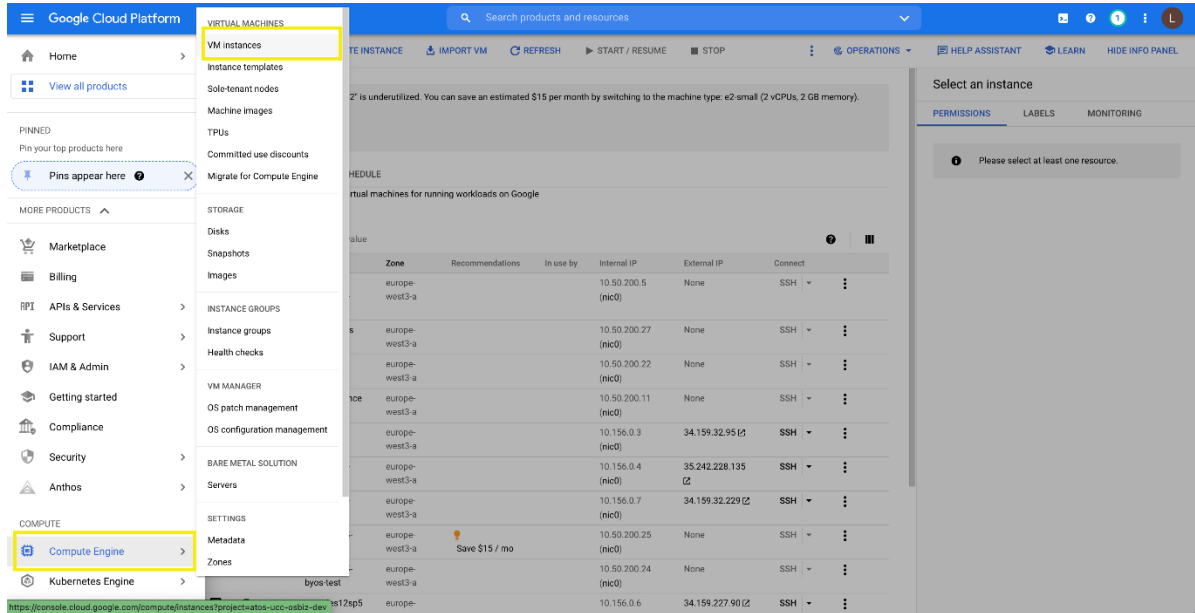 Google Cloud Platform
Search products and resources
1
L
Home
View all products
PINNED
Pin your top products here
Pins appear here
MORE PRODUCTS
Marketplace
Billing
API APIs & Services
Support
IAM & Admin
Getting started
Compliance
Security
Anthos
COMPUTE
Compute Engine
Kubernetes Engine
https://console.cloud.google.com/compute/instances?project=atos-ucc-osbiz-dev
VIRTUAL MACHINES
VM instances
Instance templates
Sole-tenant nodes
Machine images
TPUs
Committed use discounts
Migrate for Compute Engine
STORAGE
Disks
Snapshots
Images
INSTANCE GROUPS
Instance groups
Health checks
VM MANAGER
OS patch management
OS configuration management
BARE METAL SOLUTION
Servers
SETTINGS
Metadata
Zones
TE INSTANCE IMPORT VM REFRESH START / RESUME STOP OPERATIONS HELP ASSISTANT LEARN HIDE INFO PANEL
2" is underutilized. You can save an estimated $15 per month by switching to the machine type: e2-small (2 vCPUs, 2 GB memory).
HEDULE
rtual machines for running workloads on Google
value
Zone Recommendations In use by Internal IP External IP Connect
europe- 10.50.200.5 None SSH
west3-a (nic0)
s europe- 10.50.200.27 None SSH
west3-a (nic0)
europe- 10.50.200.22 None SSH
west3-a (nic0)
nce europe- 10.50.200.11 None SSH
west3-a (nic0)
europe- 10.156.0.3 34.159.32.95 SSH
west3-a (nic0)
europe- 10.156.0.4 35.242.228.135 SSH
west3-a (nic0)
europe- 10.156.0.7 34.159.32.229 SSH
west3-a (nic0)
europe- 10.50.200.25 None SSH
west3-a Save $15 / mo (nic0)
europe- 10.50.200.24 None SSH
byos-test west3-a (nic0)
es12sp5 europe- 10.156.0.6 34.159.227.90 SSH
Select an instance
PERMISSIONS LABELS MONITORING
Please select at least one resource.